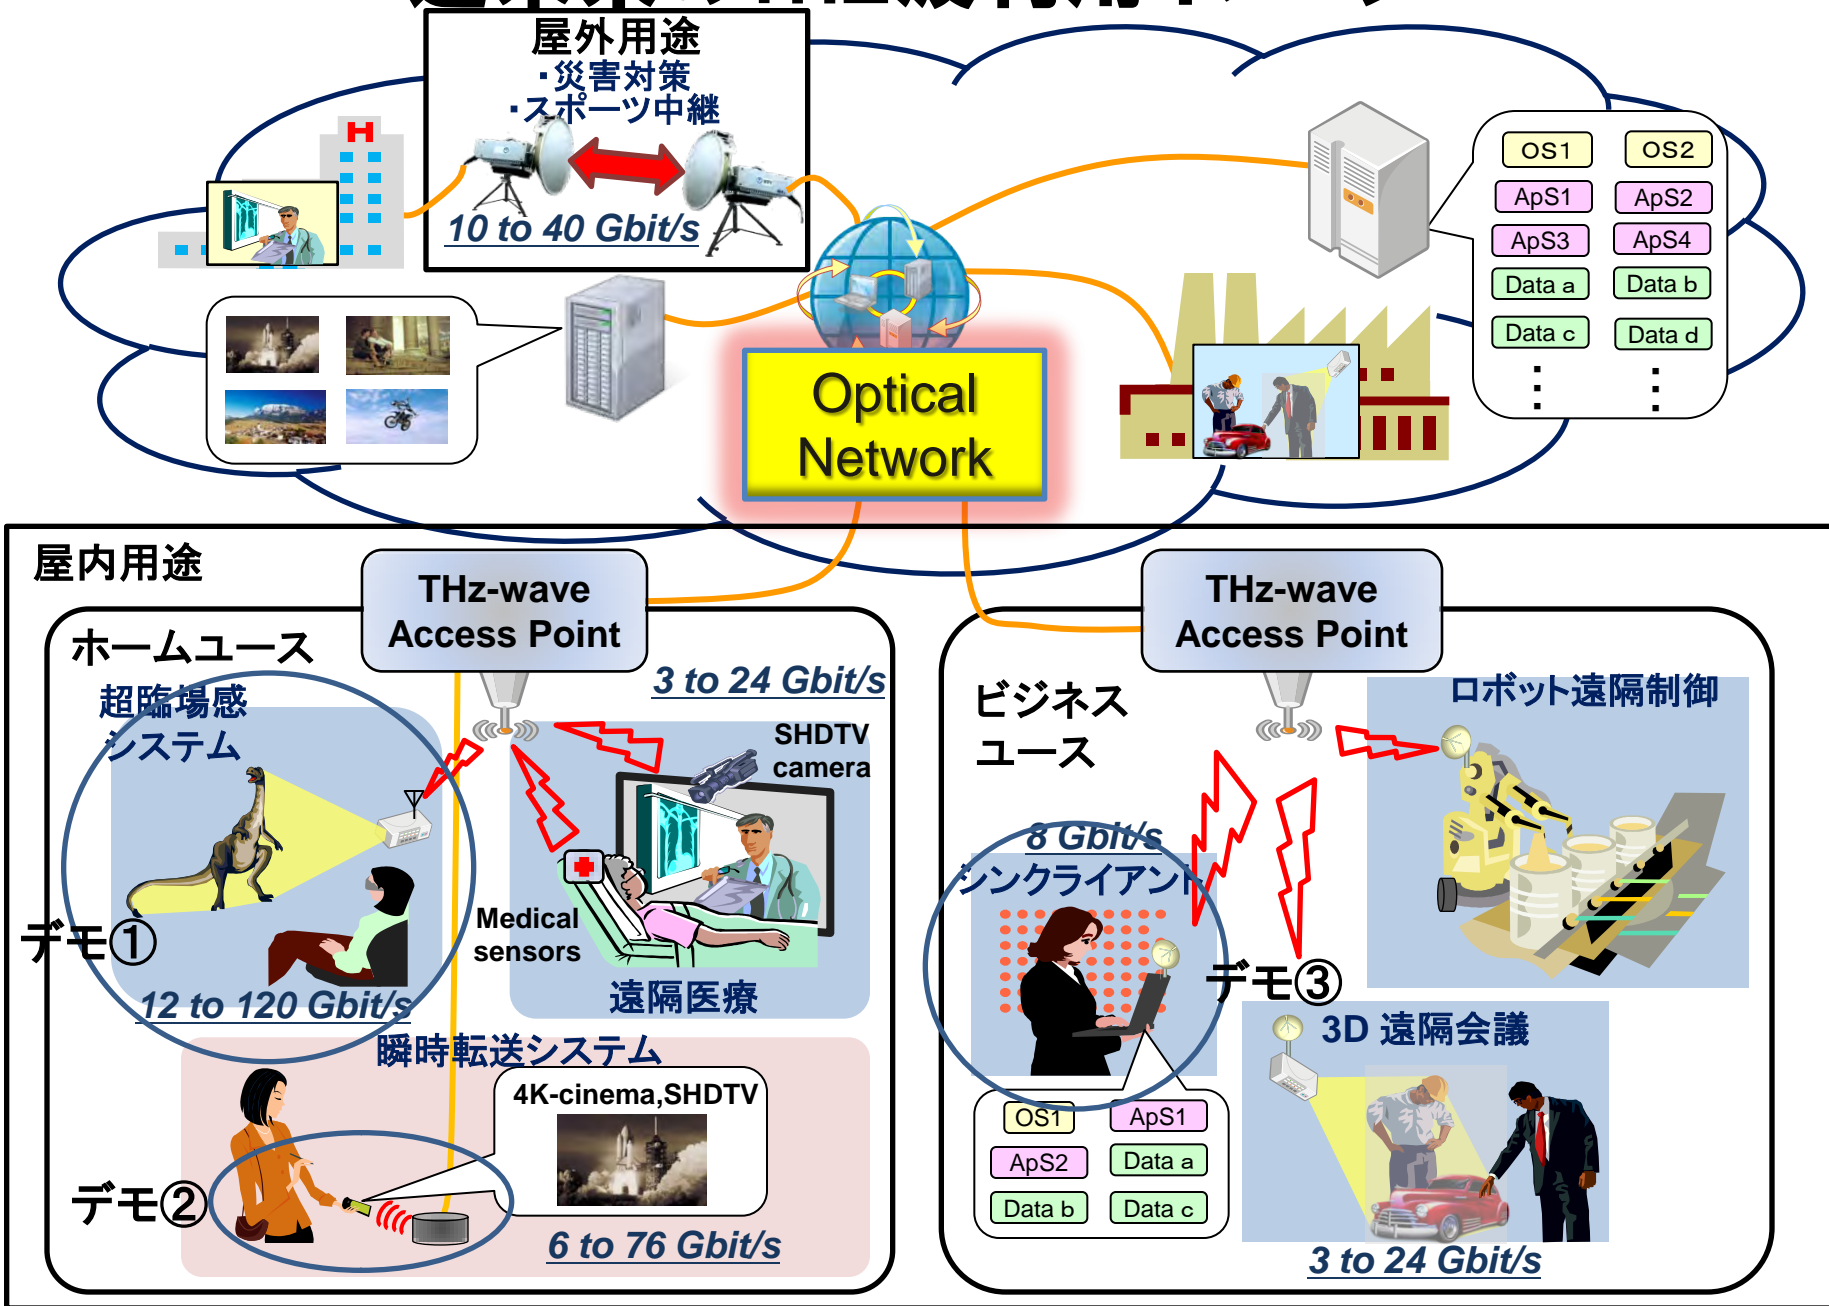 屋外用途
・災害対策
・スポーツ中継
10 to 40 Gbit/s
H
OS1
OS2
ApS1
ApS2
ApS3
ApS4
Data a
Data b
Data c
Data d
⋮
⋮
Optical
Network
屋内用途
THz-wave
Access Point
ホームユース
超臨場感
システム
デモ①
12 to 120 Gbit/s
3 to 24 Gbit/s
SHDTV
camera
Medical
sensors
遠隔医療
瞬時転送システム
4K-cinema,SHDTV
デモ②
6 to 76 Gbit/s
THz-wave
Access Point
ビジネス
ユース
ロボット遠隔制御
8 Gbit/s
シンクライアント
デモ③
OS1
ApS1
ApS2
Data a
Data b
Data c
3D 遠隔会議
3 to 24 Gbit/s